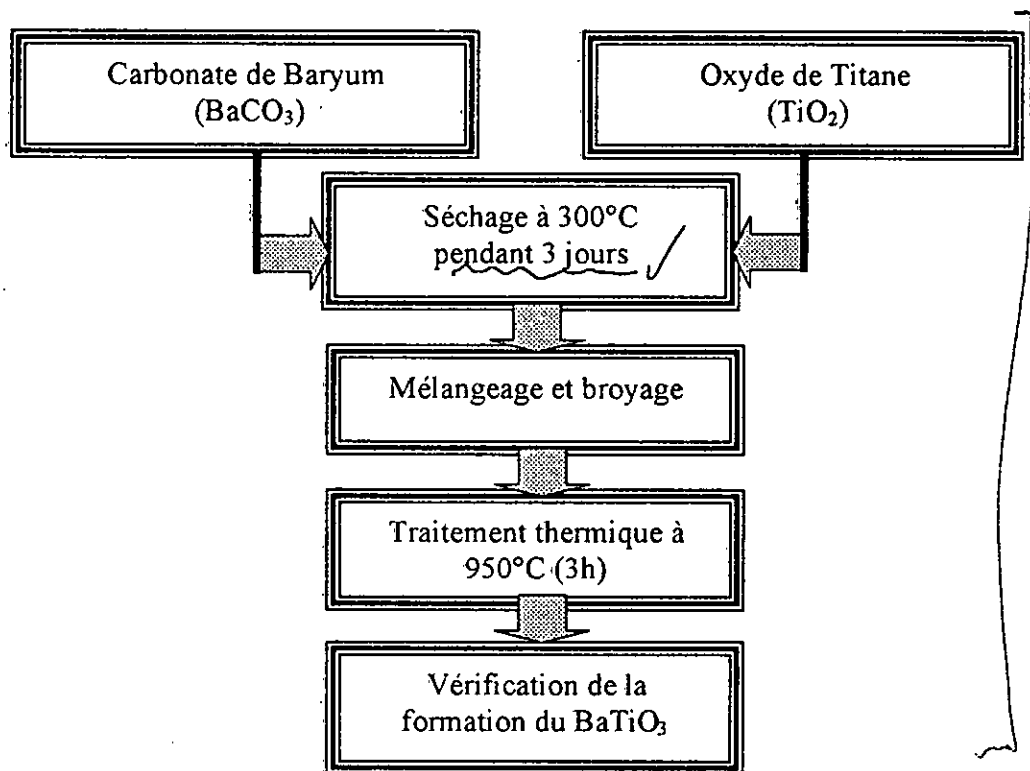 Carbonate de Baryum
(BaCO₃)
Oxyde de Titane
(TiO₂)
Séchage à 300°C
pendant 3 jours
Mélangeage et broyage
Traitement thermique à
950°C (3h)
Vérification de la
formation du BaTiO₃